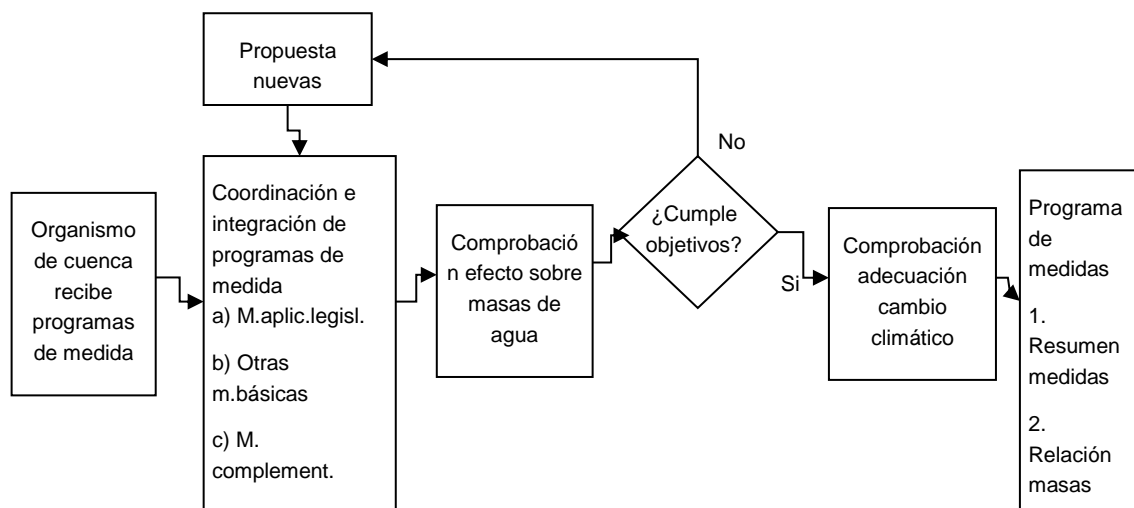 Propuesta
nuevas
No
Organismo
de cuenca
recibe
programas
de medida
Coordinación e
integración de
programas de
medida
a) M.aplic.legisl.
b) Otras
m.básicas
c) M.
complement.
Comprobació
n efecto sobre
masas de
agua
¿Cumple
objetivos?
Si
Comprobación
adecuación
cambio
climático
Programa
de
medidas
1.
Resumen
medidas
2.
Relación
masas